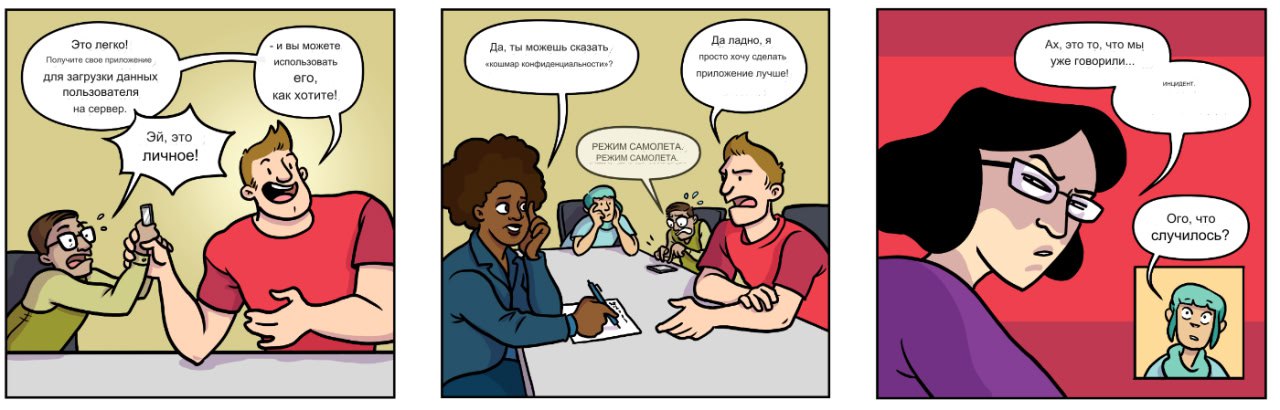 Это легко!
Получите свое приложение
для загрузки данных
пользователя
на сервер.
- и вы можете
использовать
его,
как хотите!
Эй, это
личное!
Да, ты можешь сказать
«кошмар конфиденциальности»?
Да ладно, я
просто хочу сделать
приложение лучше!
РЕЖИМ САМОЛЕТА.
РЕЖИМ САМОЛЕТА.
Ах, это то, что мы
уже говорили...
ИНЦИДЕНТ.
Ого, что
случилось?